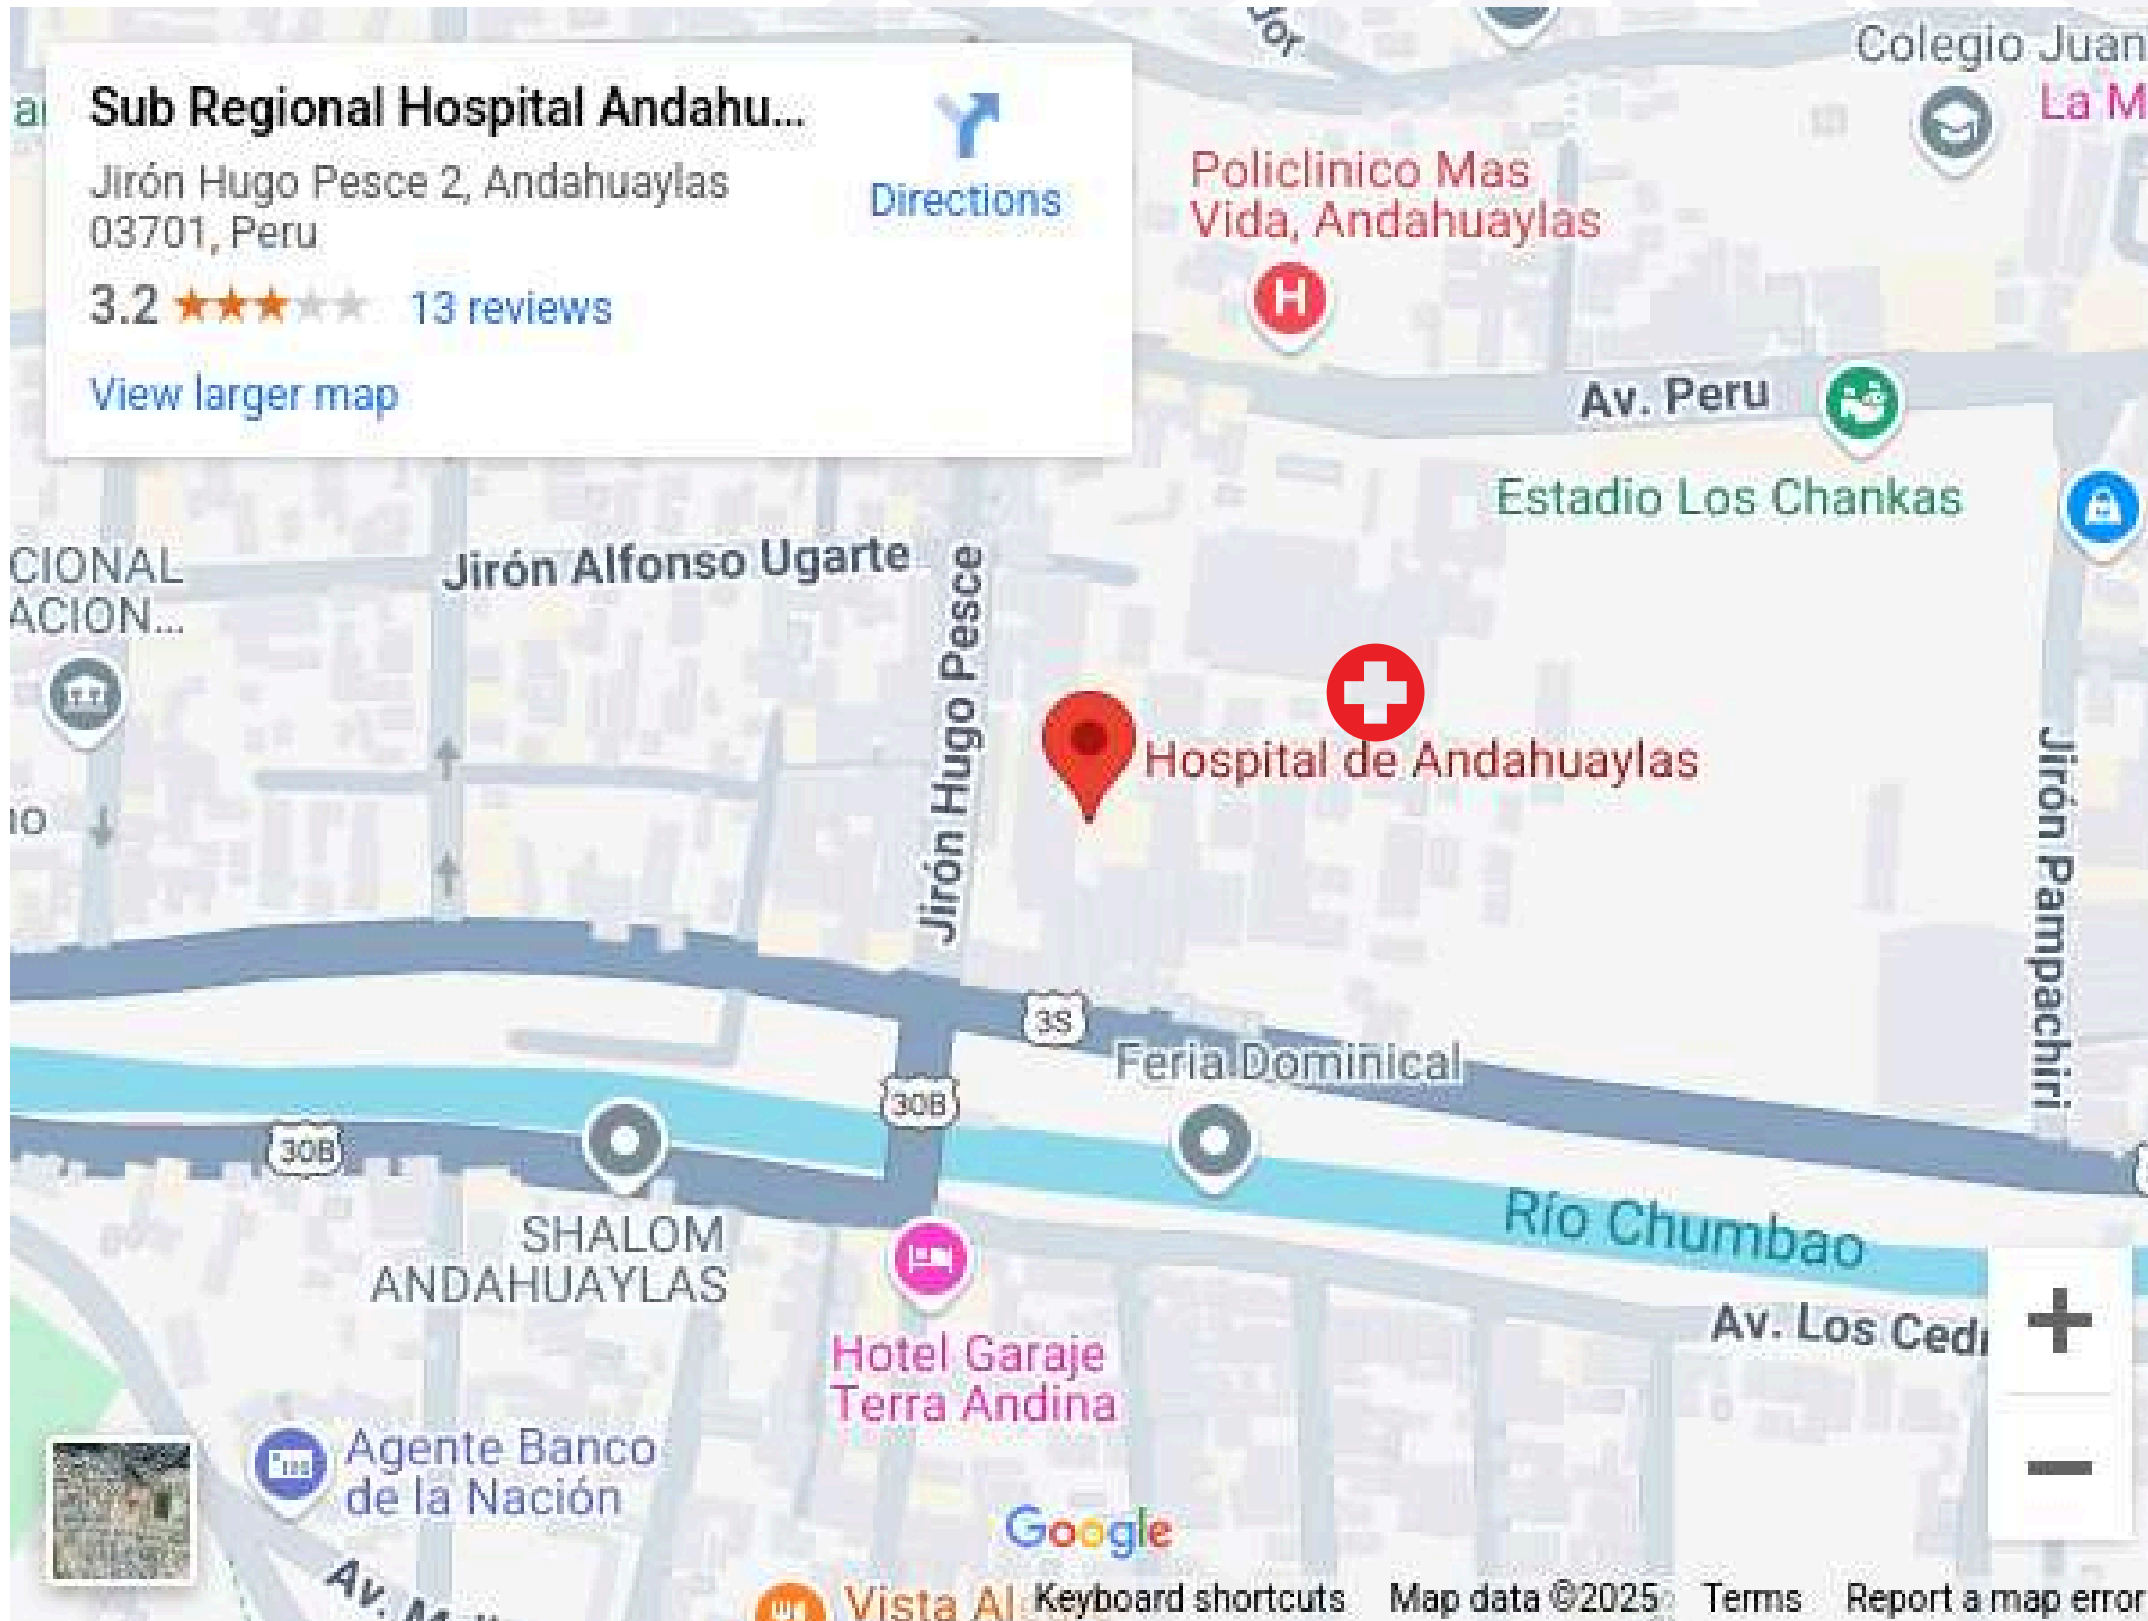 Sub Regional Hospital Andahu...
Jirón Hugo Pesce 2, Andahuaylas
03701, Peru
3.2
13 reviews
View larger map
Directions
Colegio Juan
La M
Policlinico Mas
Vida, Andahuaylas
H
Av. Peru
Estadio Los Chankas
CIONAL
ACION...
Jirón Alfonso Ugarte
Jirón Hugo Pesce
Hospital de Andahuaylas
Jirón Pampachiri
3S
Feria Dominical
30B
30B
SHALOM
ANDAHUAYLAS
Río Chumbao
Av. Los Ced
Hotel Garaje
Terra Andina
Agente Banco
de la Nación
Google
Av.
Vista Al
Keyboard shortcuts
Map data ©2025
Terms
Report a map error